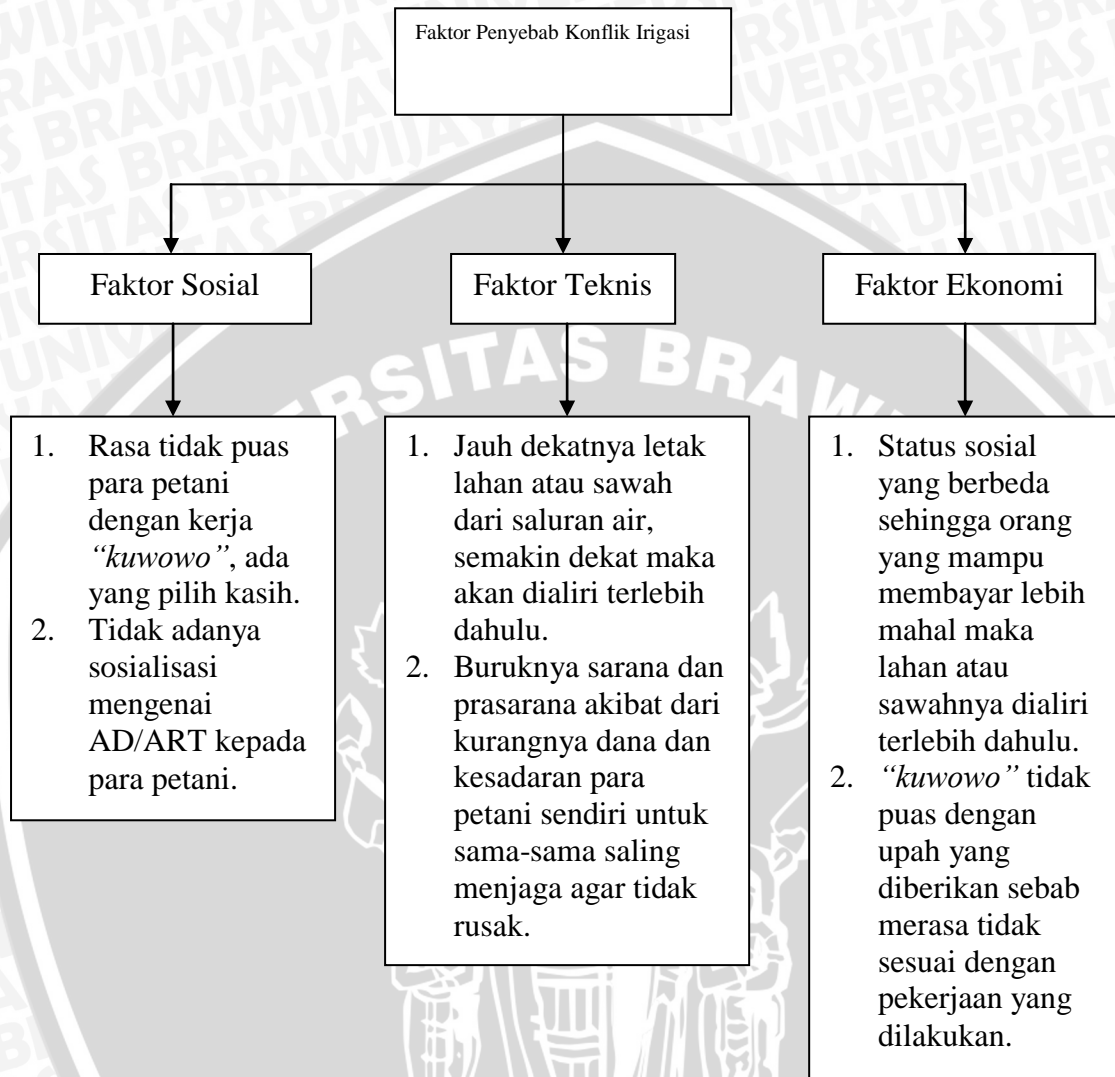 Faktor Penyebab Konflik Irigasi
Faktor Sosial
Faktor Teknis
Faktor Ekonomi
1. Rasa tidak puas
para petani
dengan kerja
“kuwowo”, ada
yang pilih kasih.
2. Tidak adanya
sosialisasi
mengenai
AD/ART kepada
para petani.
1. Jauh dekatnya letak
lahan atau sawah
dari saluran air,
semakin dekat maka
akan dialiri terlebih
dahulu.
2. Buruknya sarana dan
prasarana akibat dari
kurangnya dana dan
kesadaran para
petani sendiri untuk
sama-sama saling
menjaga agar tidak
rusak.
1. Status sosial
yang berbeda
sehingga orang
yang mampu
membayar lebih
mahal maka
lahan atau
sawahnya dialiri
terlebih dahulu.
2. “kuwowo” tidak
puas dengan
upah yang
diberikan sebab
merasa tidak
sesuai dengan
pekerjaan yang
dilakukan.